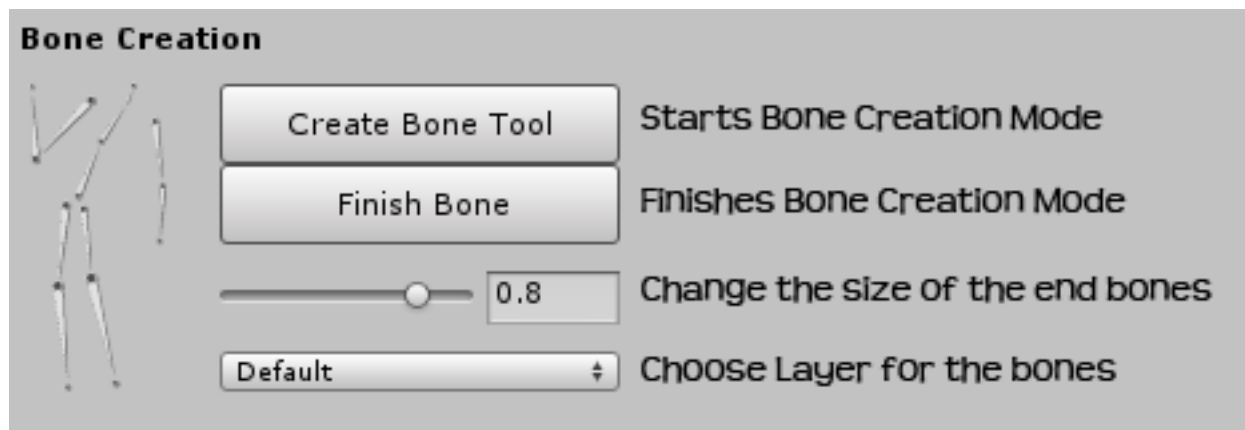 Bone Creation
Create Bone Tool
Starts Bone Creation Mode
Finish Bone
Finishes Bone Creation Mode
0.8
Change the size of the end bones
Default
Choose Layer for the bones